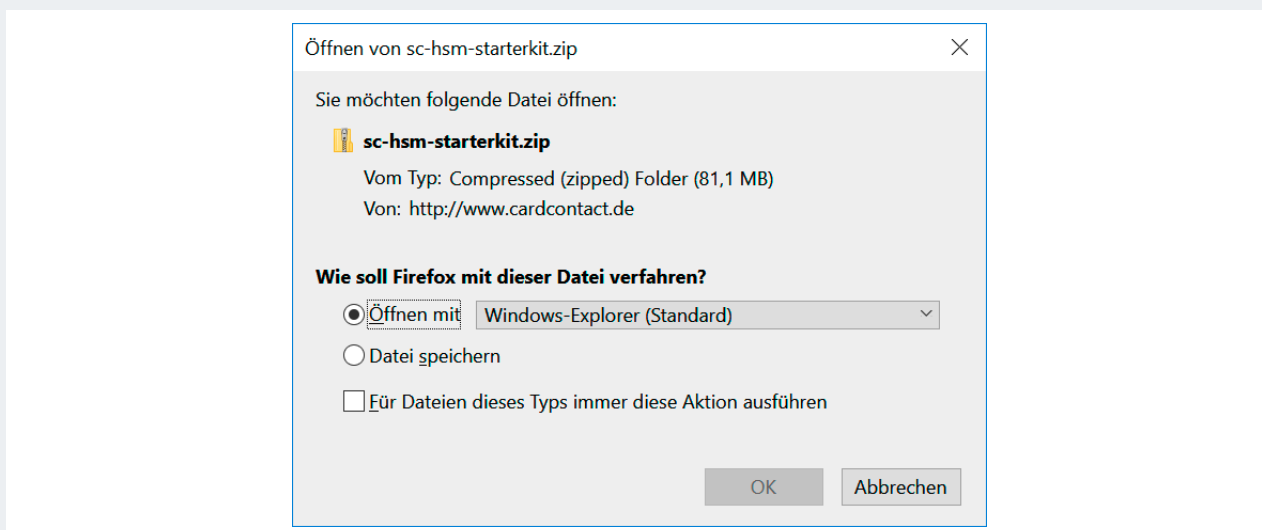 Öffnen von sc-hsm-starterkit.zip
Sie möchten folgende Datei öffnen:
sc-hsm-starterkit.zip
Vom Typ: Compressed (zipped) Folder (81,1 MB)
Von: http://www.cardcontact.de
Wie soll Firefox mit dieser Datei verfahren?
Öffnen mit Windows-Explorer (Standard)
Datei speichern
Für Dateien dieses Typs immer diese Aktion ausführen
OK Abbrechen